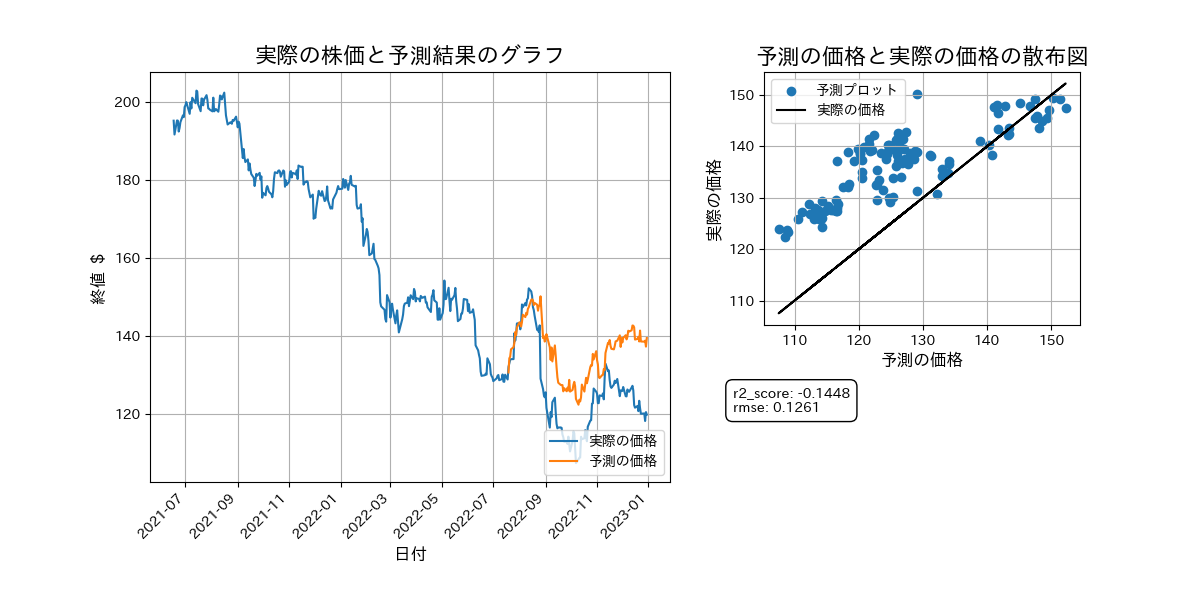 実際の株価と予測結果のグラフ
終値 $
200
180
160
140
120
実際の価格
予測の価格
2021-07
2021-09
2021-11
2022-01
2022-03
2022-05
2022-07
2022-09
2022-11
2023-01
日付
予測の価格と実際の価格の散布図
予測プロット
実際の価格
実際の価格
150
140
130
120
110
110
120
130
140
150
予測の価格
r2_score: -0.1448
rmse: 0.1261